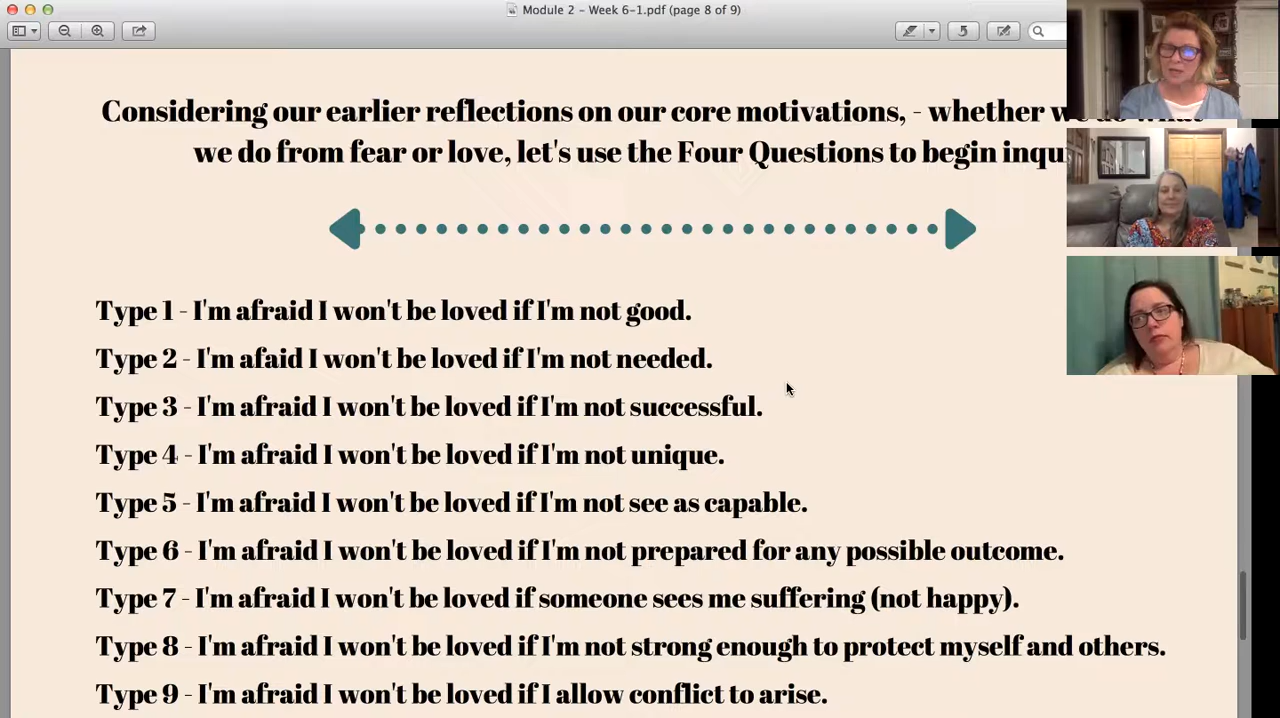 Module 2 - Week 6-1.pdf (page 8 of 9)
Considering our earlier reflections on our core motivations, - whether we do what
we do from fear or love, let's use the Four Questions to begin
Type 1 - I'm afraid I won't be loved if I'm not good.
Type 2 - I'm afaid I won't be loved if I'm not needed.
Type 3 - I'm afraid I won't be loved if I'm not successful.
Type 4 - I'm afraid I won't be loved if I'm not unique.
Type 5 - I'm afraid I won't be loved if I'm not see as capable.
Type 6 - I'm afraid I won't be loved if I'm not prepared for any possible outcome.
Type 7 - I'm afraid I won't be loved if someone sees me suffering (not happy).
Type 8 - I'm afraid I won't be loved if I'm not strong enough to protect myself and others.
Type 9 - I'm afraid I won't be loved if I allow conflict to arise.